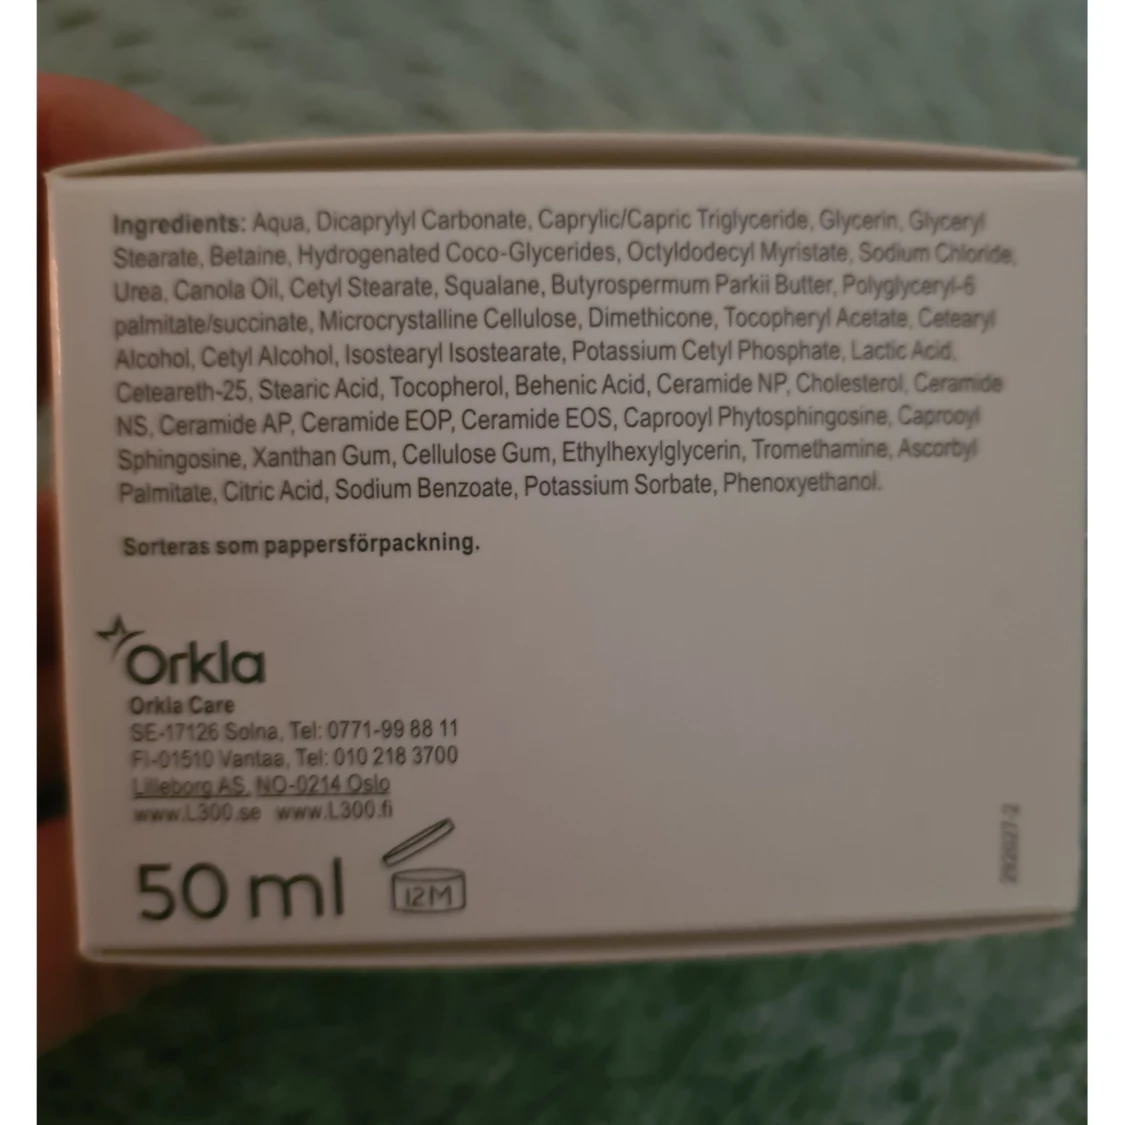 Ingredients: Aqua, Dicaprylyl Carbonate, Caprylic/Capric Triglyceride, Glycerin, Glyceryl
Stearate, Betaine, Hydrogenated Coco-Glycerides, Octyldodecyl Myristate, Sodium Chloride,
Urea, Canola Oil, Cetyl Stearate, Squalane, Butyrospermum Parkii Butter, Polyglyceryl-6
palmitate/succinate, Microcrystalline Cellulose, Dimethicone, Tocopheryl Acetate, Cetearyl
Alcohol, Cetyl Alcohol, Isostearyl Isostearate, Potassium Cetyl Phosphate, Lactic Acid,
Ceteareth-25, Stearic Acid, Tocopherol, Behenic Acid, Ceramide NP, Cholesterol, Ceramide
NS, Ceramide AP, Ceramide EOP, Ceramide EOS, Caprooyl Phytosphingosine, Caprooyl
Sphingosine, Xanthan Gum, Cellulose Gum, Ethylhexylglycerin, Tromethamine, Ascorbyl
Palmitate, Citric Acid, Sodium Benzoate, Potassium Sorbate, Phenoxyethanol.
Sorteras som pappersförpackning.
Orkla
Orkla Care
SE-17126 Solna, Tel: 0771-99 88 11
FI-01510 Vantaa, Tel: 010 218 3700
Lilleborg AS, NO-0214 Oslo
www.L300.se www.L300.fi
50 ml
12M